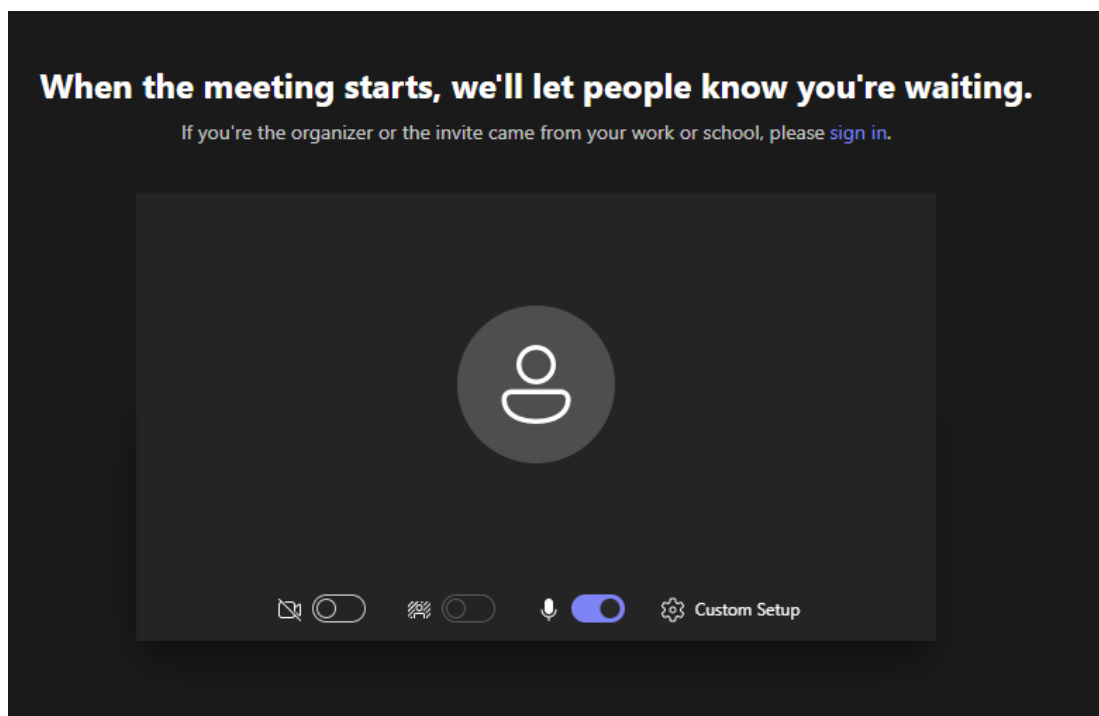 When the meeting starts, we'll let people know you're waiting.
If you're the organizer or the invite came from your work or school, please sign in.
Custom Setup